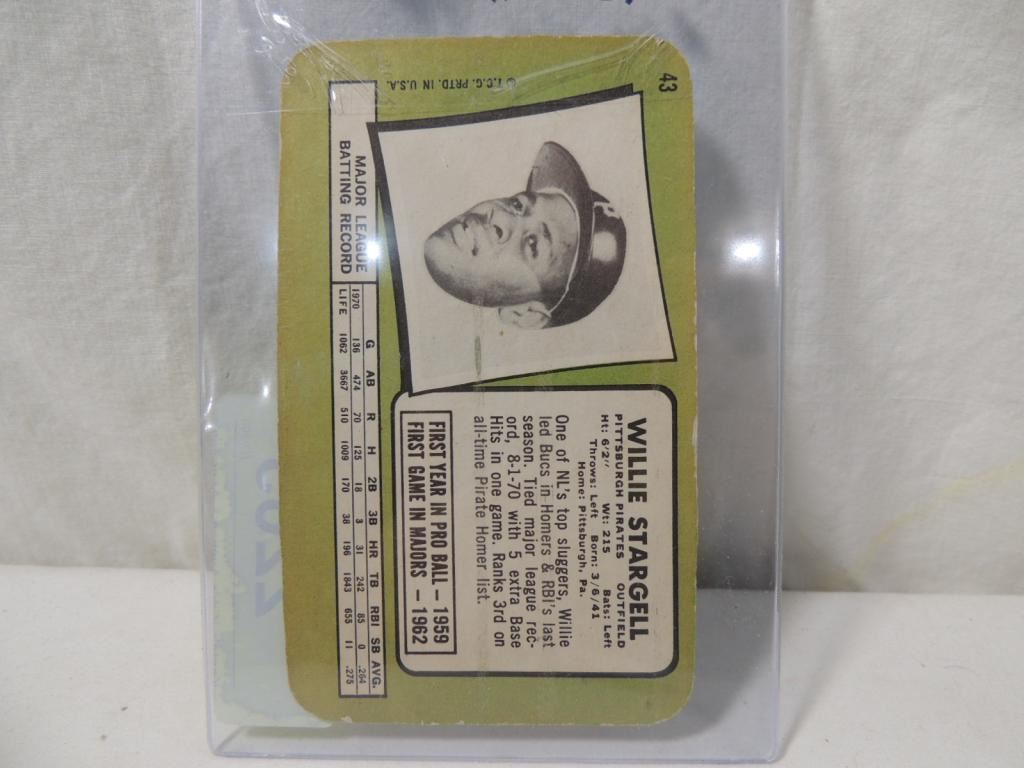 43
© T.C.G. PRTD. IN U.S.A.
P
WILLIE STARGELL
PITTSBURGH PIRATES OUTFIELD
Ht: 6'2" Wt: 215 Bats: Left
Throws: Left Born: 3/6/41
Home: Pittsburgh, Pa.
One of NL's top sluggers, Willie
led Bucs in Homers & RBI's last
season. Tied major league rec-
ord, 8-1-70 with 5 extra Base
Hits in one game. Ranks 3rd on
all-time Pirate Homer list.
FIRST YEAR IN PRO BALL — 1959
FIRST GAME IN MAJORS — 1962
MAJOR LEAGUE
BATTING RECORD
G AB R H 2B 3B HR TB RBI SB AVG.
1970 136 474 70 125 18 3 31 242 85 0 .264
LIFE 1062 3667 510 1009 170 38 196 1843 655 11 .275